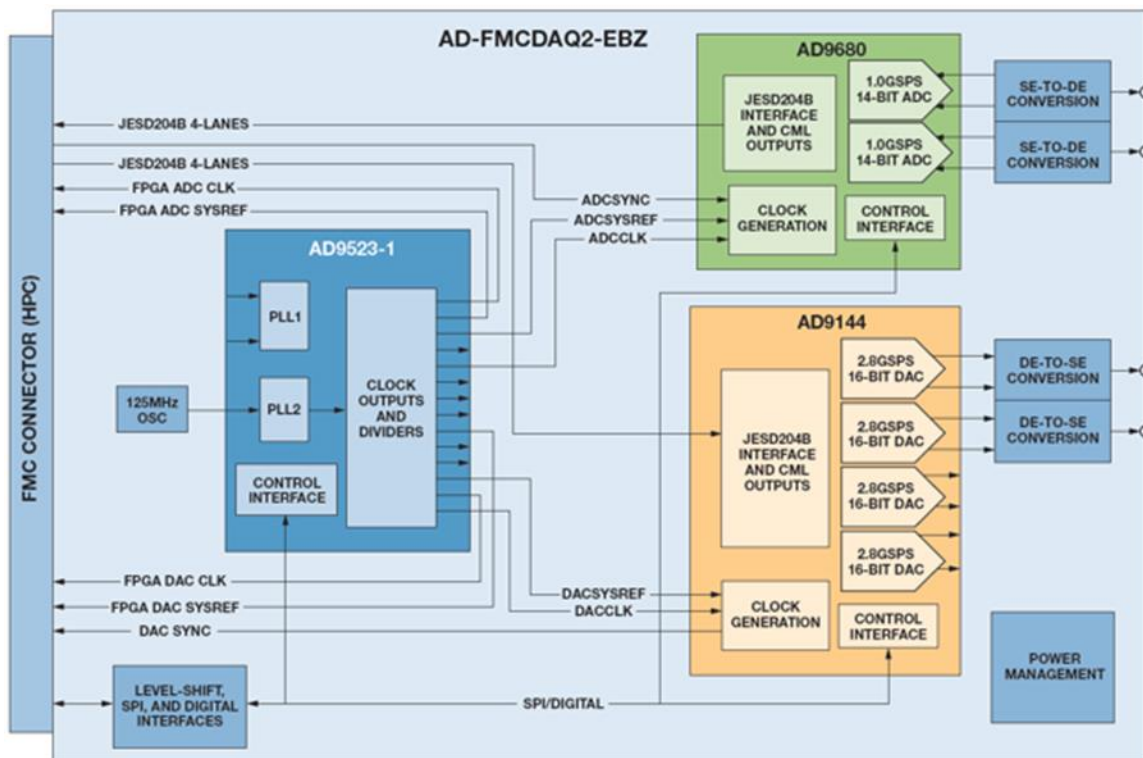 AD-FMCDAQ2-EBZ
FMC CONNECTOR (HPC)
AD9680
JESD204B
INTERFACE
AND CML
OUTPUTS
1.0GSPS
14-BIT ADC
1.0GSPS
14-BIT ADC
CLOCK
GENERATION
CONTROL
INTERFACE
SE-TO-DE
CONVERSION
SE-TO-DE
CONVERSION
JESD204B 4-LANES
JESD204B 4-LANES
FPGA ADC CLK
FPGA ADC SYSREF
ADCSYNC
ADCSYSREF
ADCCLK
AD9523-1
PLL1
PLL2
CLOCK
OUTPUTS
AND
DIVIDERS
CONTROL
INTERFACE
125MHz
OSC
AD9144
JESD204B
INTERFACE
AND CML
OUTPUTS
2.8GSPS
16-BIT DAC
2.8GSPS
16-BIT DAC
2.8GSPS
16-BIT DAC
2.8GSPS
16-BIT DAC
CLOCK
GENERATION
CONTROL
INTERFACE
DE-TO-SE
CONVERSION
DE-TO-SE
CONVERSION
FPGA DAC CLK
FPGA DAC SYSREF
DAC SYNC
DACSYSREF
DACCLK
LEVEL-SHIFT,
SPI, AND DIGITAL
INTERFACES
SPI/DIGITAL
POWER
MANAGEMENT